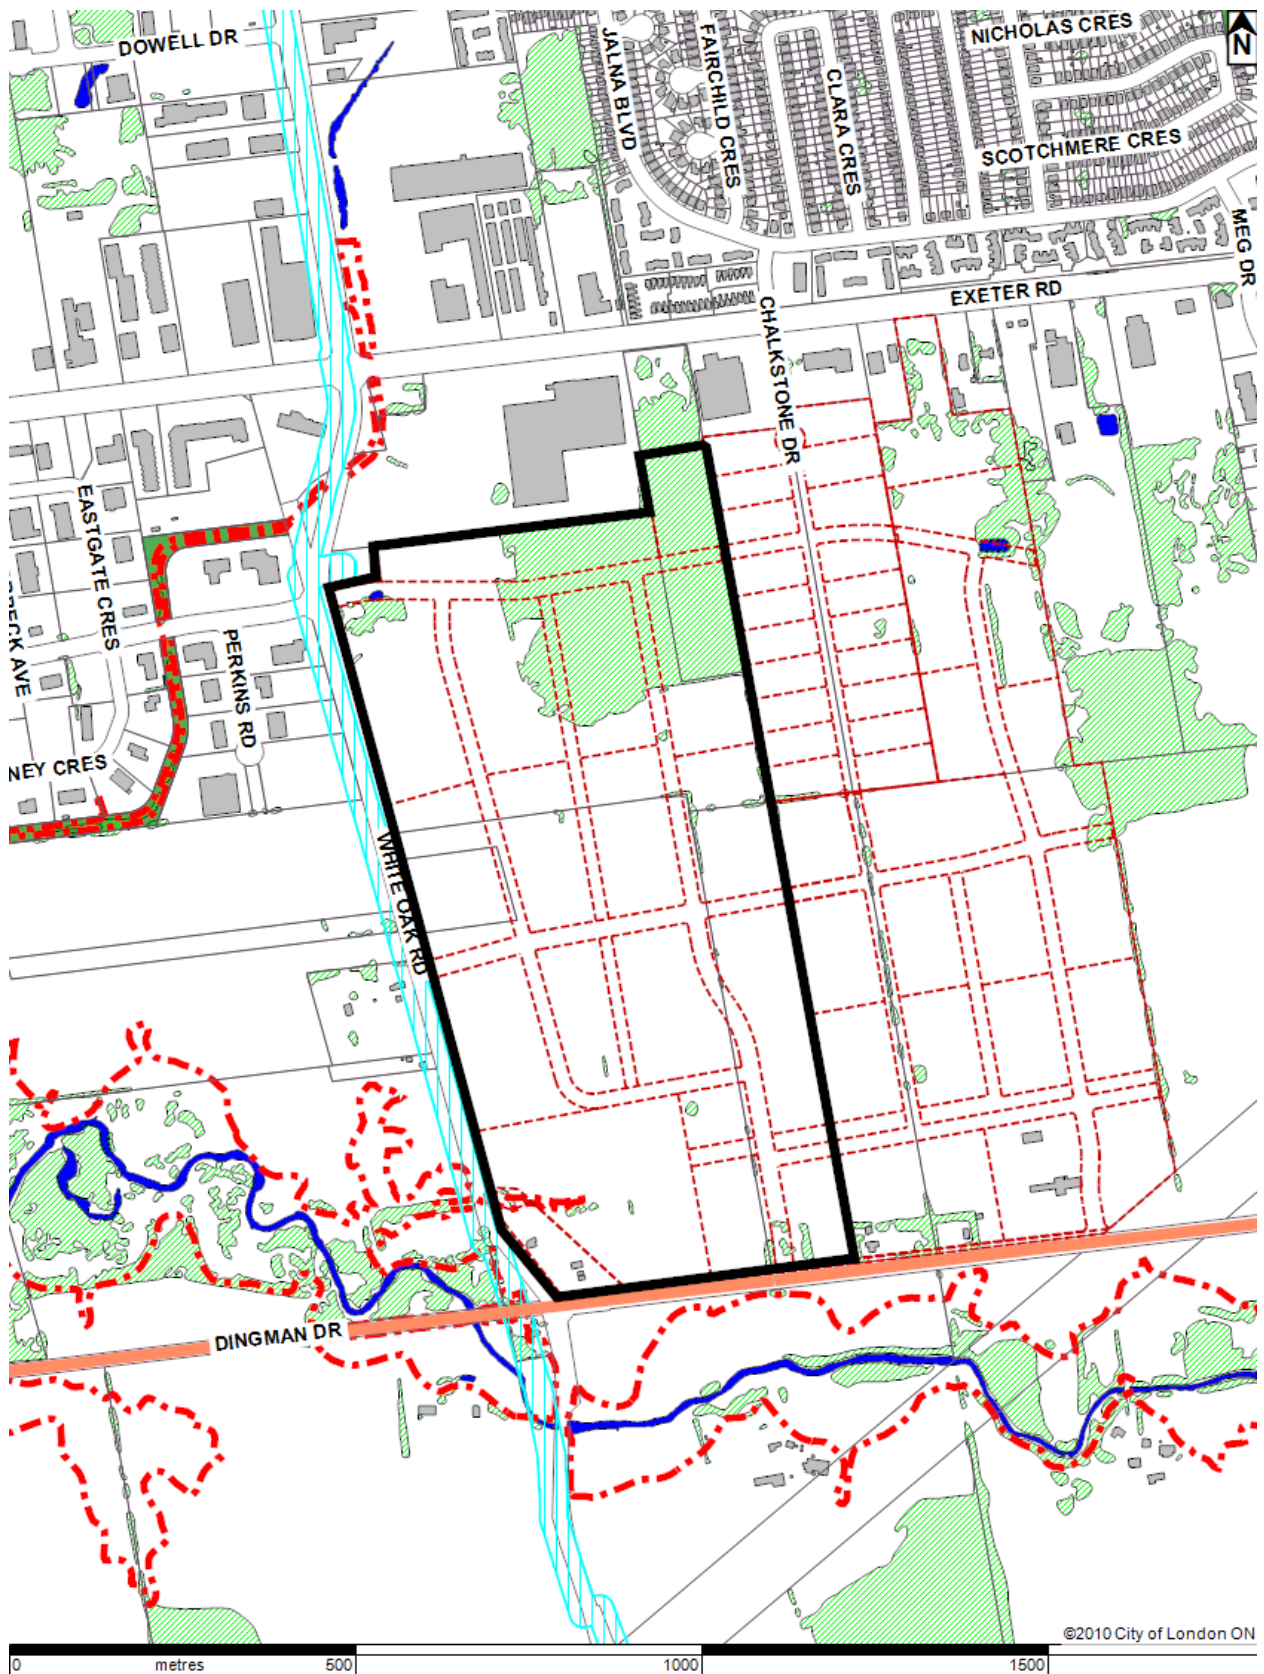 NICHOLAS CRES
N
DOWELL DR
JALNA BLVD
FAIRCHILD CRES
CLARA CRES
SCOTCHMERE CRES
MEG DR
EXETER RD
CHALKSTONE DR
EASTGATE CRES
BRECK AVE
PERKINS RD
NEY CRES
WHITE OAK RD
DINGMAN DR
©2010 City of London ON
0 metres 500 1000 1500